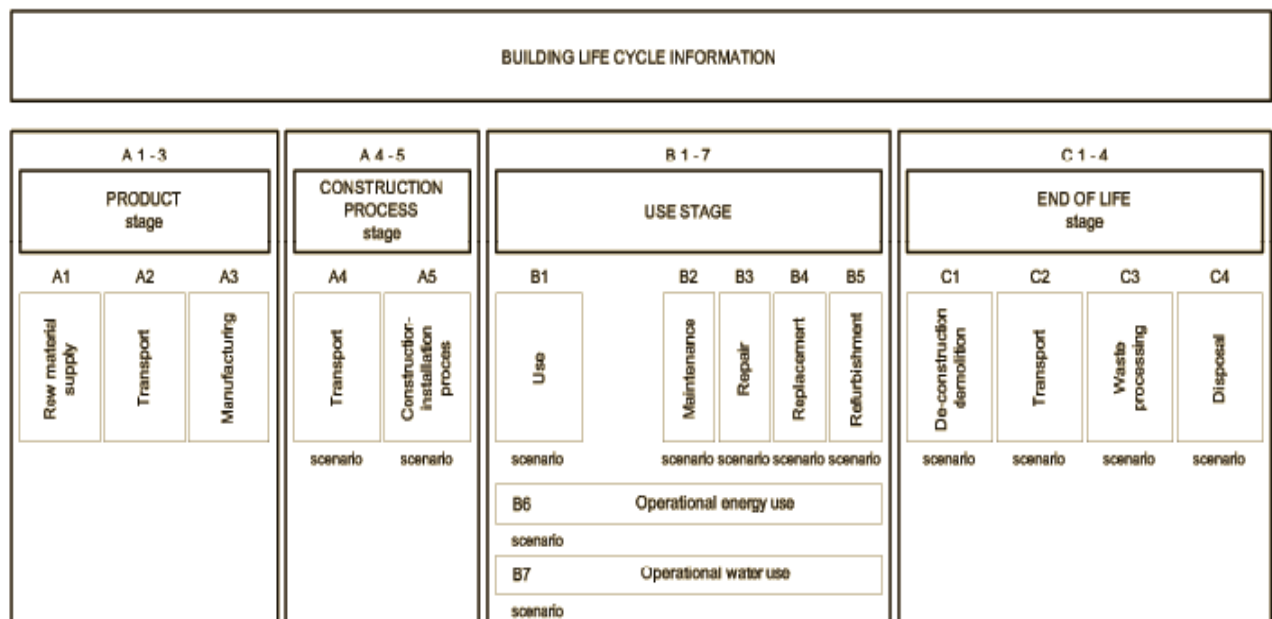 BUILDING LIFE CYCLE INFORMATION
A 1 - 3
PRODUCT
stage
A1
A2
A3
Rew material
supply
Transport
Manufacturing
A 4 - 5
CONSTRUCTION
PROCESS
stage
A4
A5
Transport
Construction-
installation
proces
scenario
scenario
B 1 - 7
USE STAGE
B1
B2
B3
B4
B5
Use
Maintenance
Repair
Replacement
Refurbishment
scenario
scenario
scenario
scenario
scenario
B6
Operational energy use
scenario
B7
Operational water use
scenario
C 1 - 4
END OF LIFE
stage
C1
C2
C3
C4
De-construction
demolition
Transport
Waste
processing
Disposal
scenario
scenario
scenario
scenario